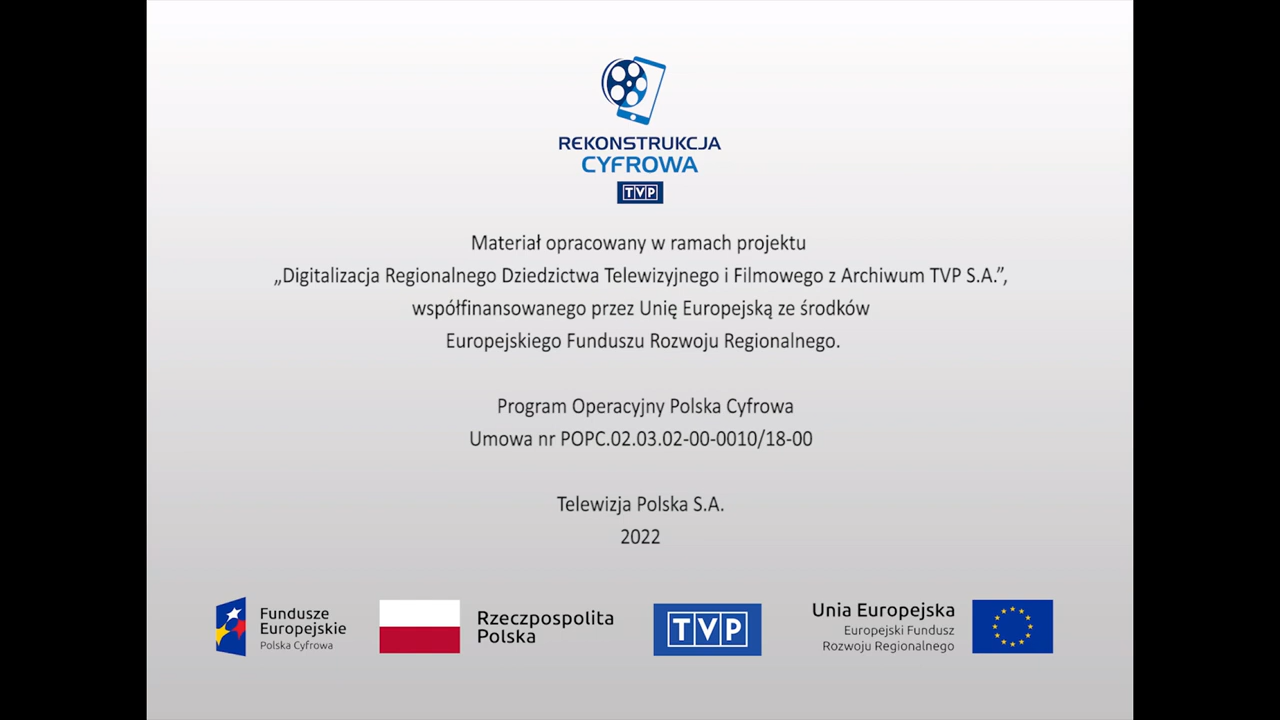 REKONSTRUKCJA
CYFROWA
TVP
Materiał opracowany w ramach projektu
„Digitalizacja Regionalnego Dziedzictwa Telewizyjnego i Filmowego z Archiwum TVP S.A.”,
współfinansowanego przez Unię Europejską ze środków
Europejskiego Funduszu Rozwoju Regionalnego.
Program Operacyjny Polska Cyfrowa
Umowa nr POPC.02.03.02-00-0010/18-00
Telewizja Polska S.A.
2022
Fundusze
Europejskie
Polska Cyfrowa
Rzeczpospolita
Polska
TVP
Unia Europejska
Europejski Fundusz
Rozwoju Regionalnego